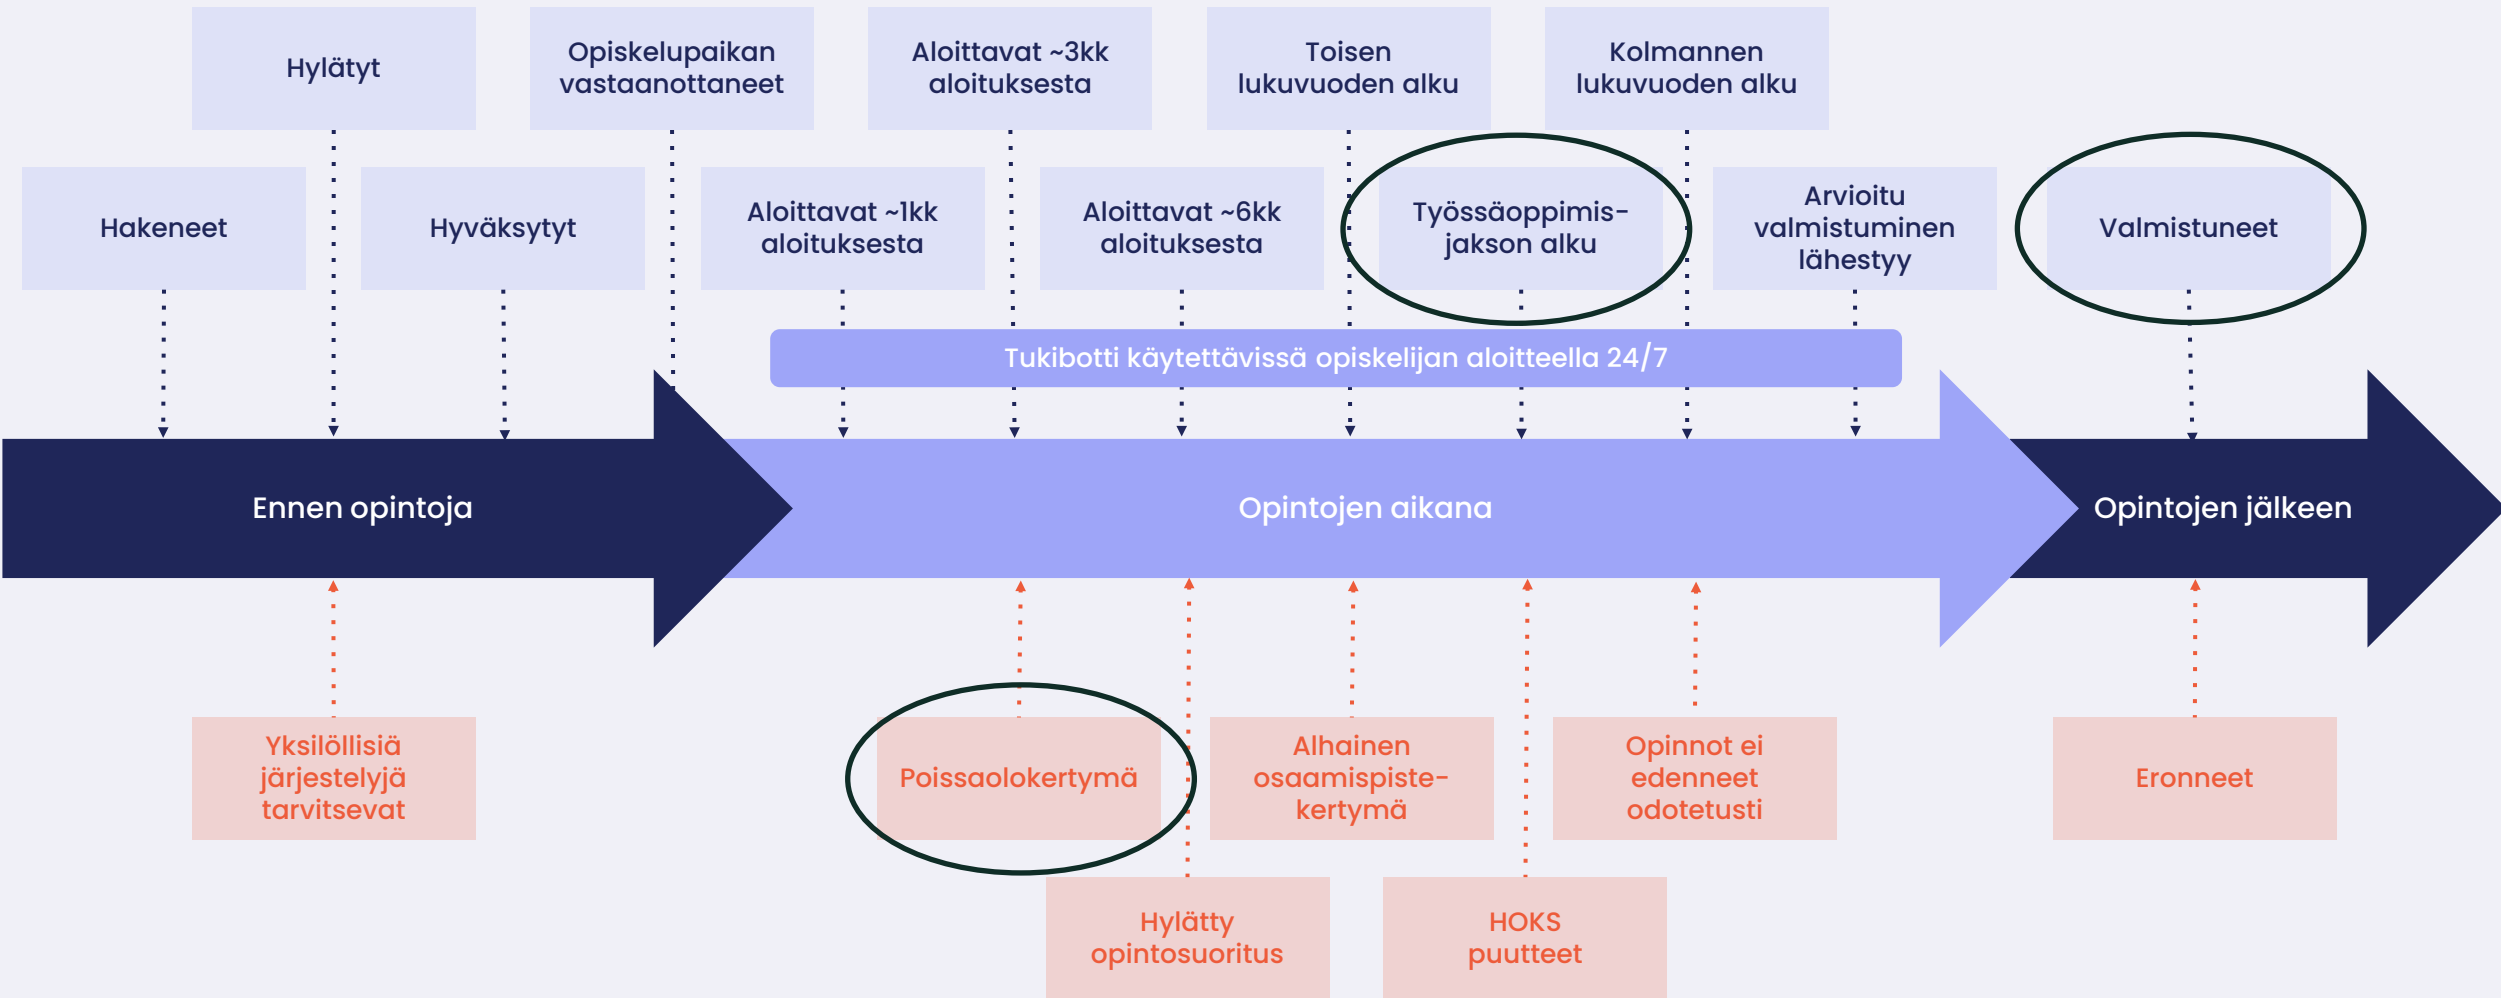 Hylätyt
Opiskelupaikan
vastaanottaneet
Aloittavat ~3kk
aloituksesta
Toisen
lukuvuoden alku
Kolmannen
lukuvuoden alku
Hakeneet
Hyväksytyt
Aloittavat ~1kk
aloituksesta
Aloittavat ~6kk
aloituksesta
Työssäoppimis-
jakson alku
Arvioitu
valmistuminen
lähestyy
Valmistuneet
Tukibotti käytettävissä opiskelijan aloitteella 24/7
Ennen opintoja
Opintojen aikana
Opintojen jälkeen
Yksilöllisiä
järjestelyjä
tarvitsevat
Poissaolokertymä
Alhainen
osaamispiste-
kertymä
Opinnot ei
edenneet
odotetusti
Eronneet
Hylätty
opintosuoritus
HOKS
puutteet